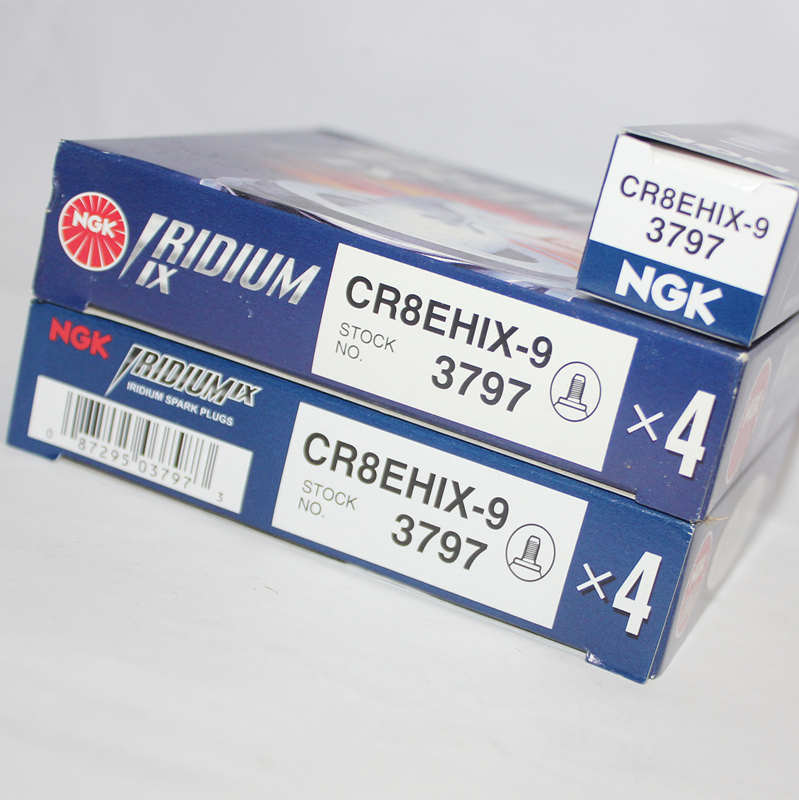 CR8EHIX-9
3797
NGK
NGK
IRIDIUM
IX
CR8EHIX-9
STOCK
NO.
3797
×4
NGK
IRIDIUM IX
IRIDIUM SPARK PLUGS
0 87295 03797 3
CR8EHIX-9
STOCK
NO.
3797
×4